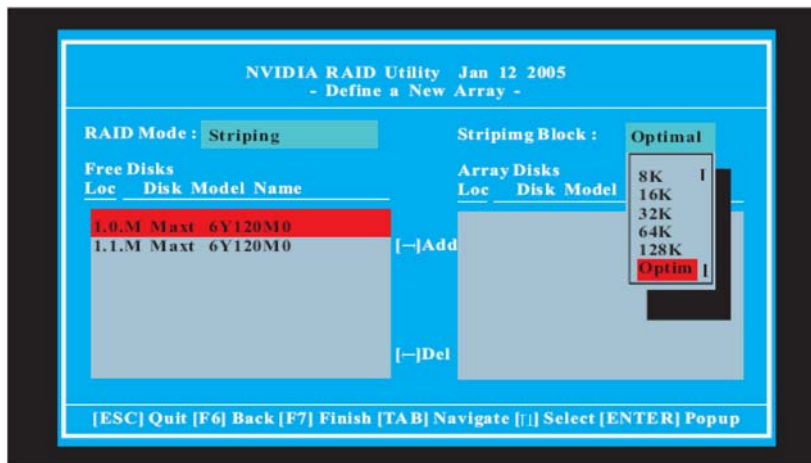 NVIDIA RAID Utility Jan 12 2005
- Define a New Array -
RAID Mode : Striping
Stripimg Block : Optimal
Free Disks
Loc Disk Model Name
Array Disks
Loc Disk Model
8K
16K
32K
64K
128K
Optim
1.0.M Maxt 6Y120M0
1.1.M Maxt 6Y120M0
[—]Add
[—]Del
[ESC] Quit [F6] Back [F7] Finish [TAB] Navigate [↑↓] Select [ENTER] Popup